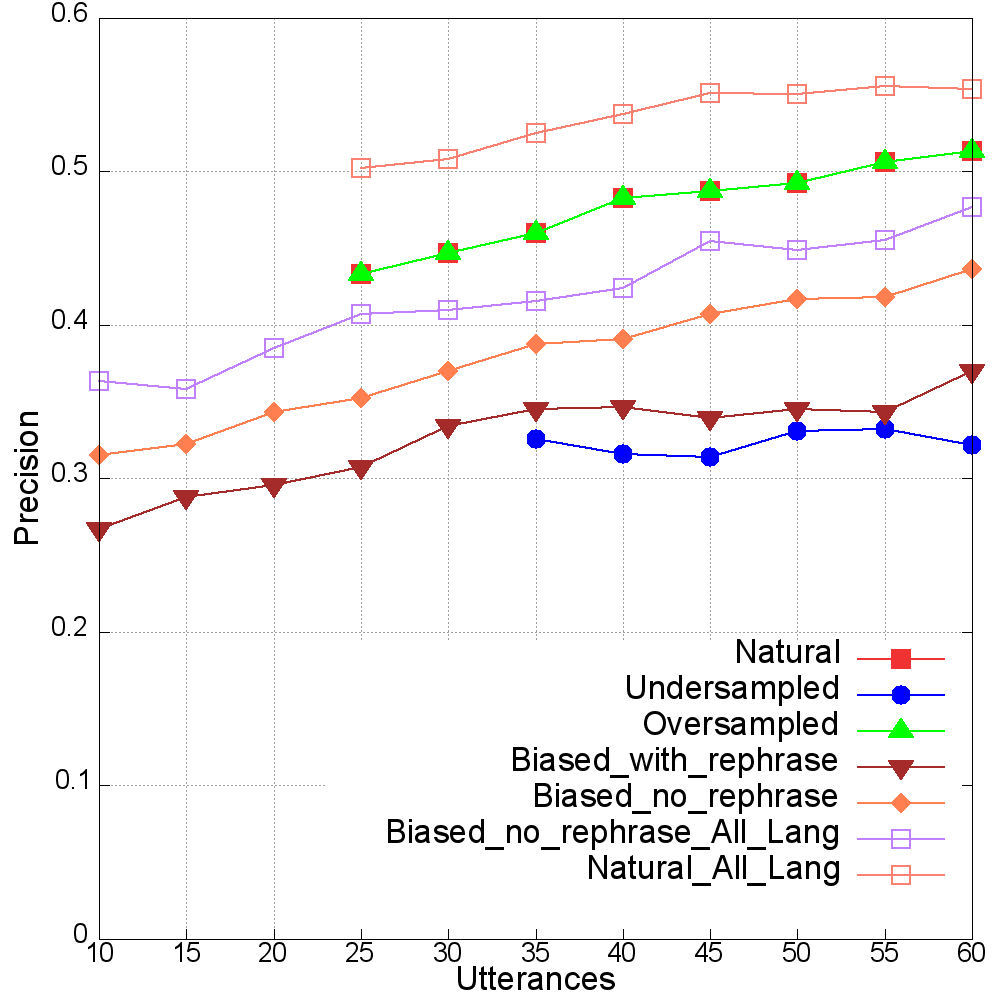 0.6
0.5
0.4
0.3
0.2
0.1
0
Precision
10 15 20 25 30 35 40 45 50 55 60
Utterances
Natural
Undersampled
Oversampled
Biased_with_rephrase
Biased_no_rephrase
Biased_no_rephrase_All_Lang
Natural_All_Lang